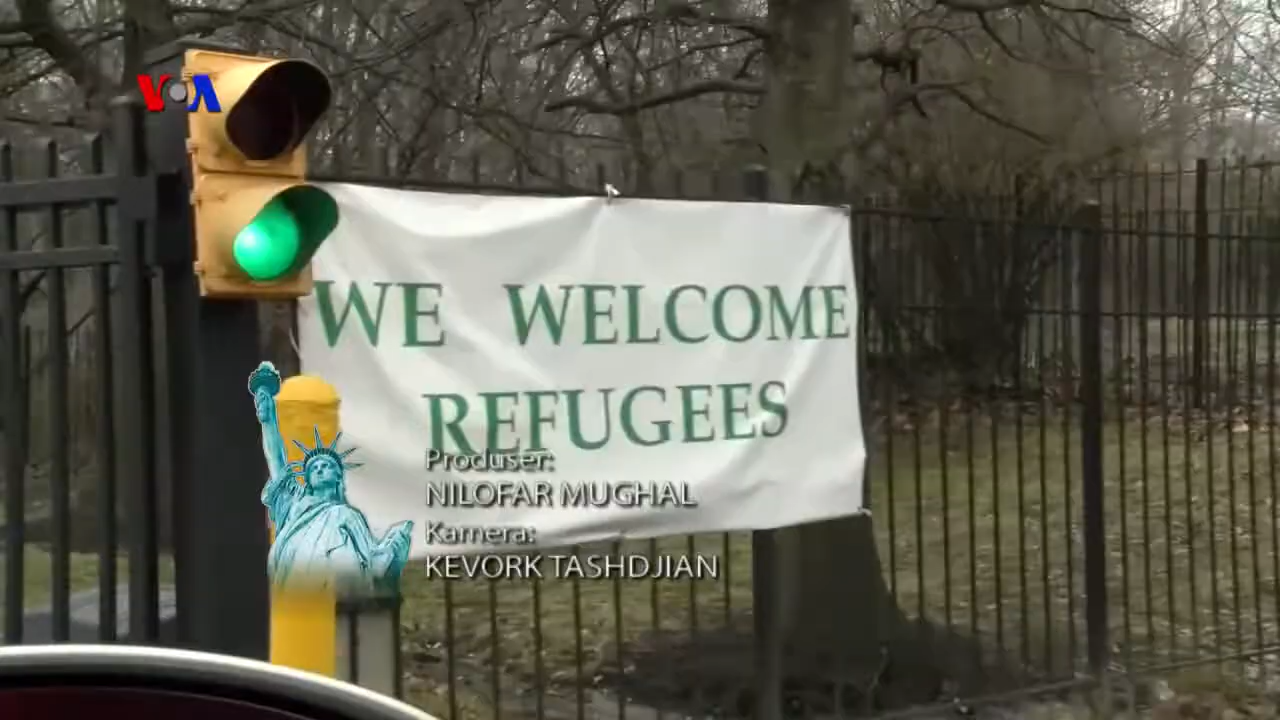 VOA
WE WELCOME
REFUGEES
Produser:
NILOFAR MUGHAL
Kamera:
KEVORK TASHDJIAN